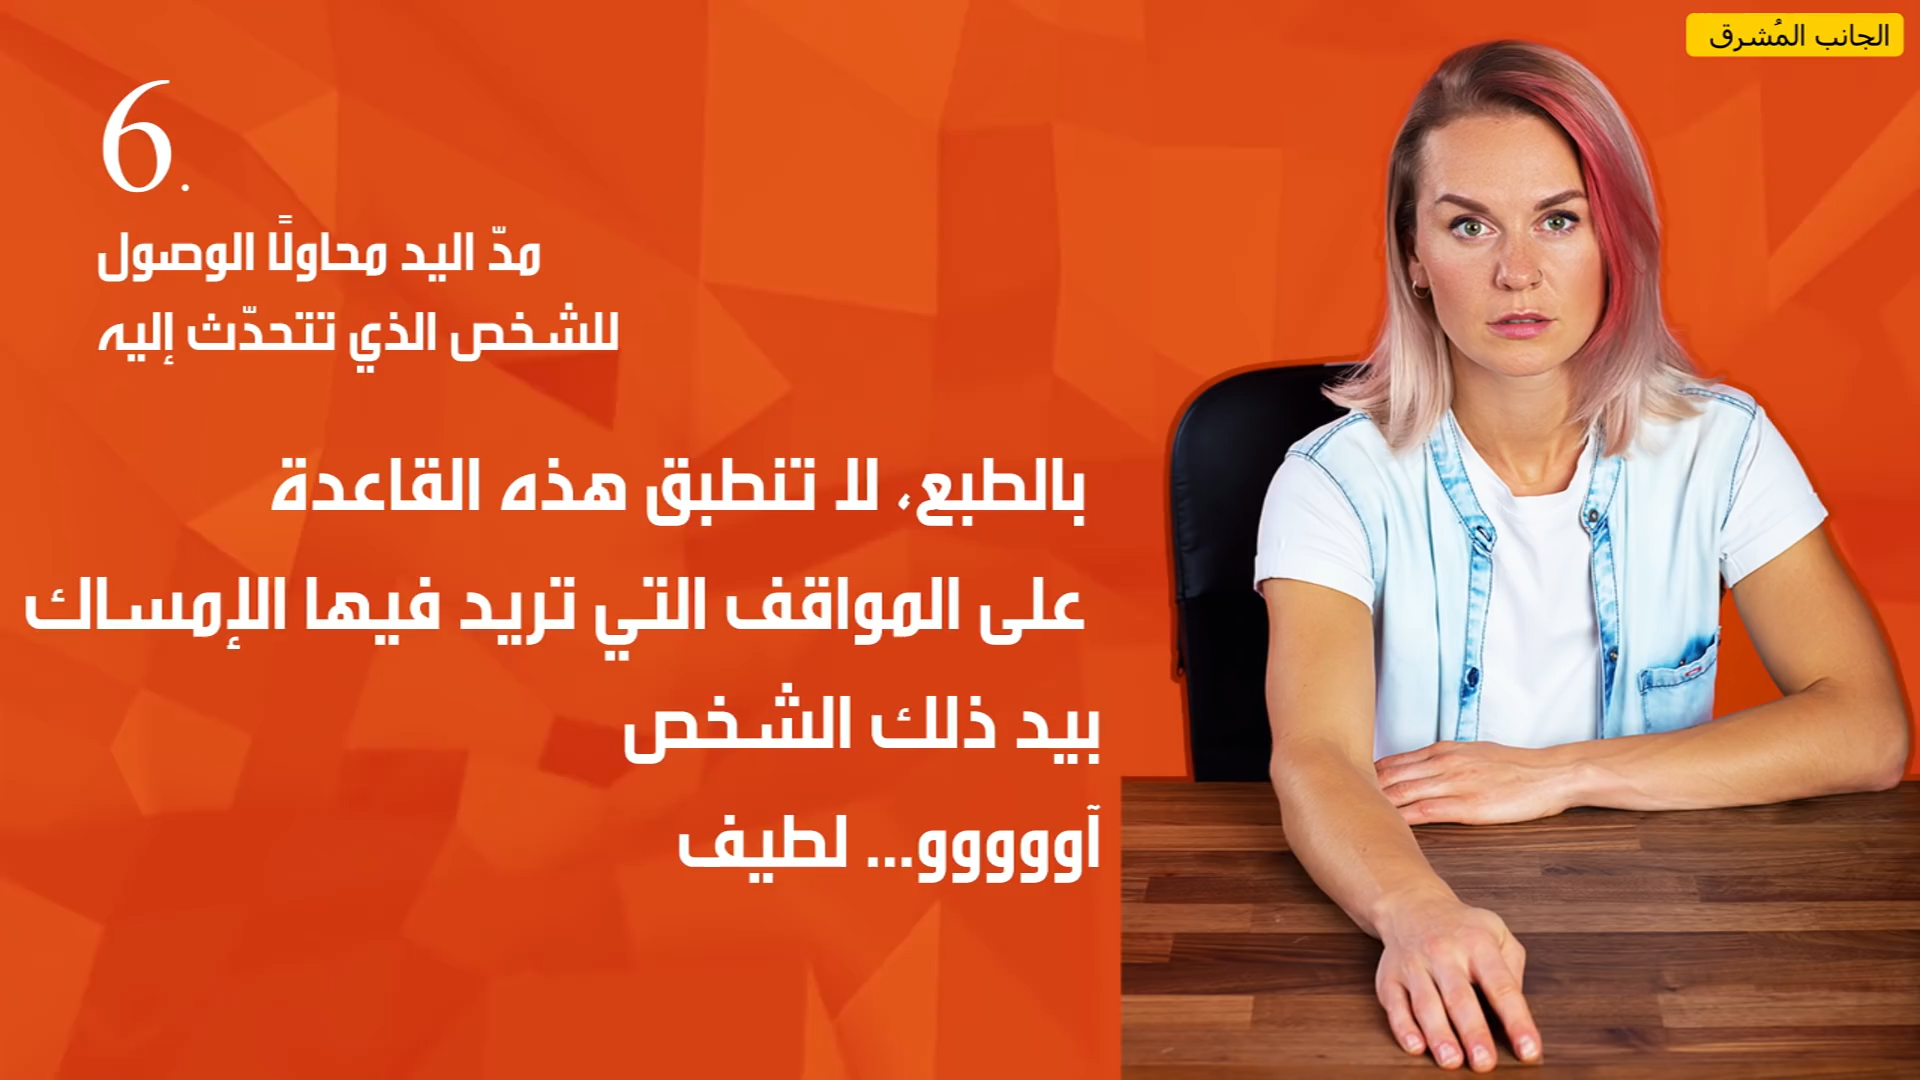 الجانب المُشرق
6.
مدّ اليد محاولًا الوصول
للشخص الذي تتحدّث إليه
بالطبع، لا تنطبق هذه القاعدة
على المواقف التي تريد فيها الإمساك
بيد ذلك الشخص
آووووو... لطيف